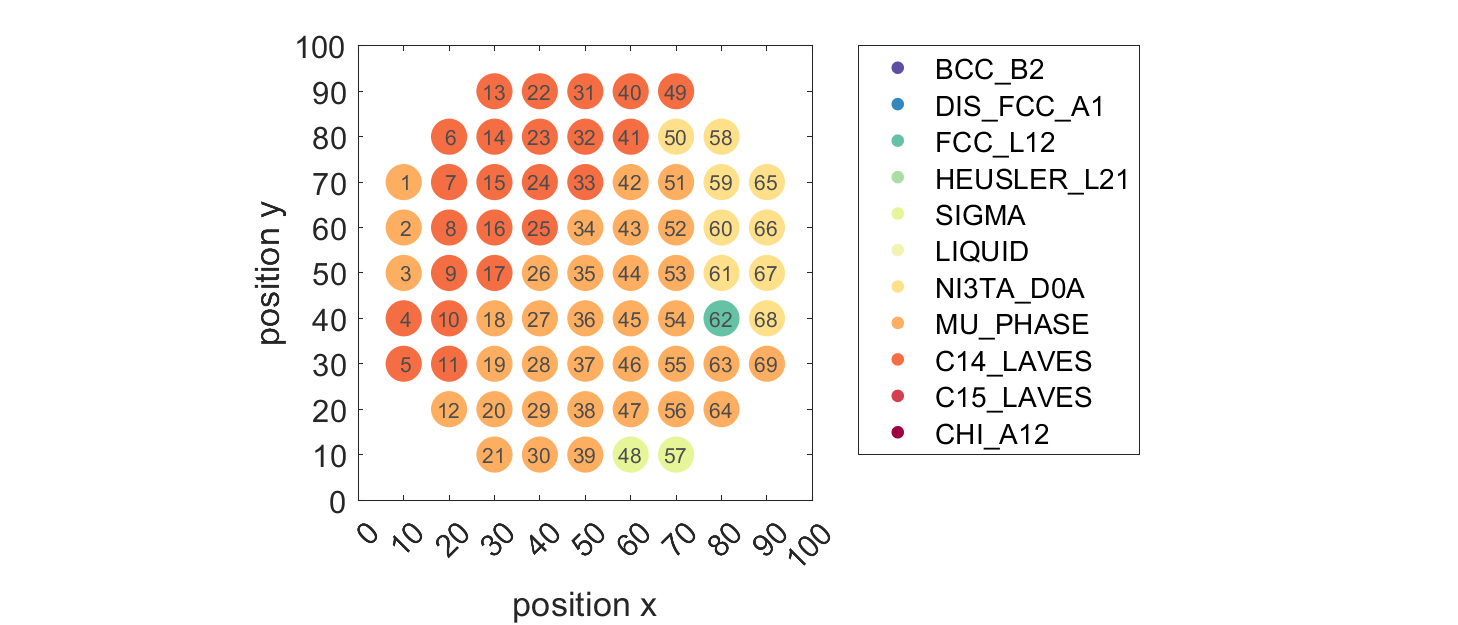 100
90
80
70
60
50
40
30
20
10
0
position y
13 22 31 40 49
6 14 23 32 41 50 58
1 7 15 24 33 42 51 59 65
2 8 16 25 34 43 52 60 66
3 9 17 26 35 44 53 61 67
4 10 18 27 36 45 54 62 68
5 11 19 28 37 46 55 63 69
12 20 29 38 47 56 64
21 30 39 48 57
0 10 20 30 40 50 60 70 80 90 100
position x
BCC_B2
DIS_FCC_A1
FCC_L12
HEUSLER_L21
SIGMA
LIQUID
NI3TA_D0A
MU_PHASE
C14_LAVES
C15_LAVES
CHI_A12